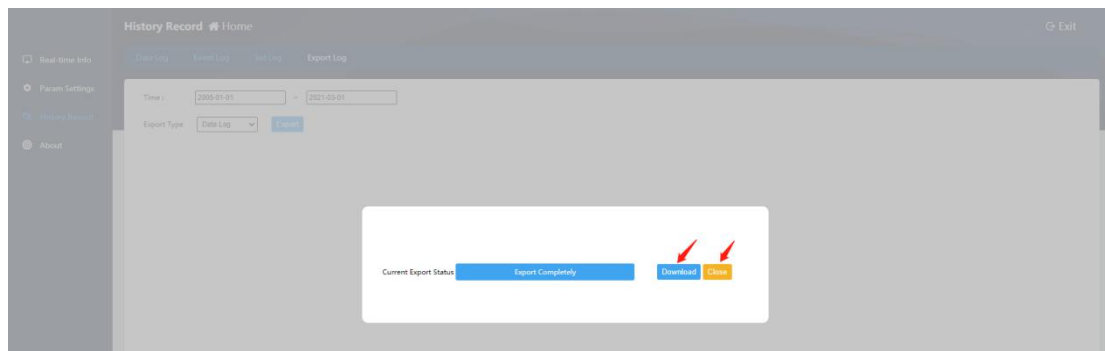 History Record Home
Exit
Real-time Info
Data Log Event Log Set Log Export Log
Param Settings
Time : 2005-01-01 ~ 2021-03-01
History Record
Export Type Data Log Export
About
Current Export Status Export Completely Download Close